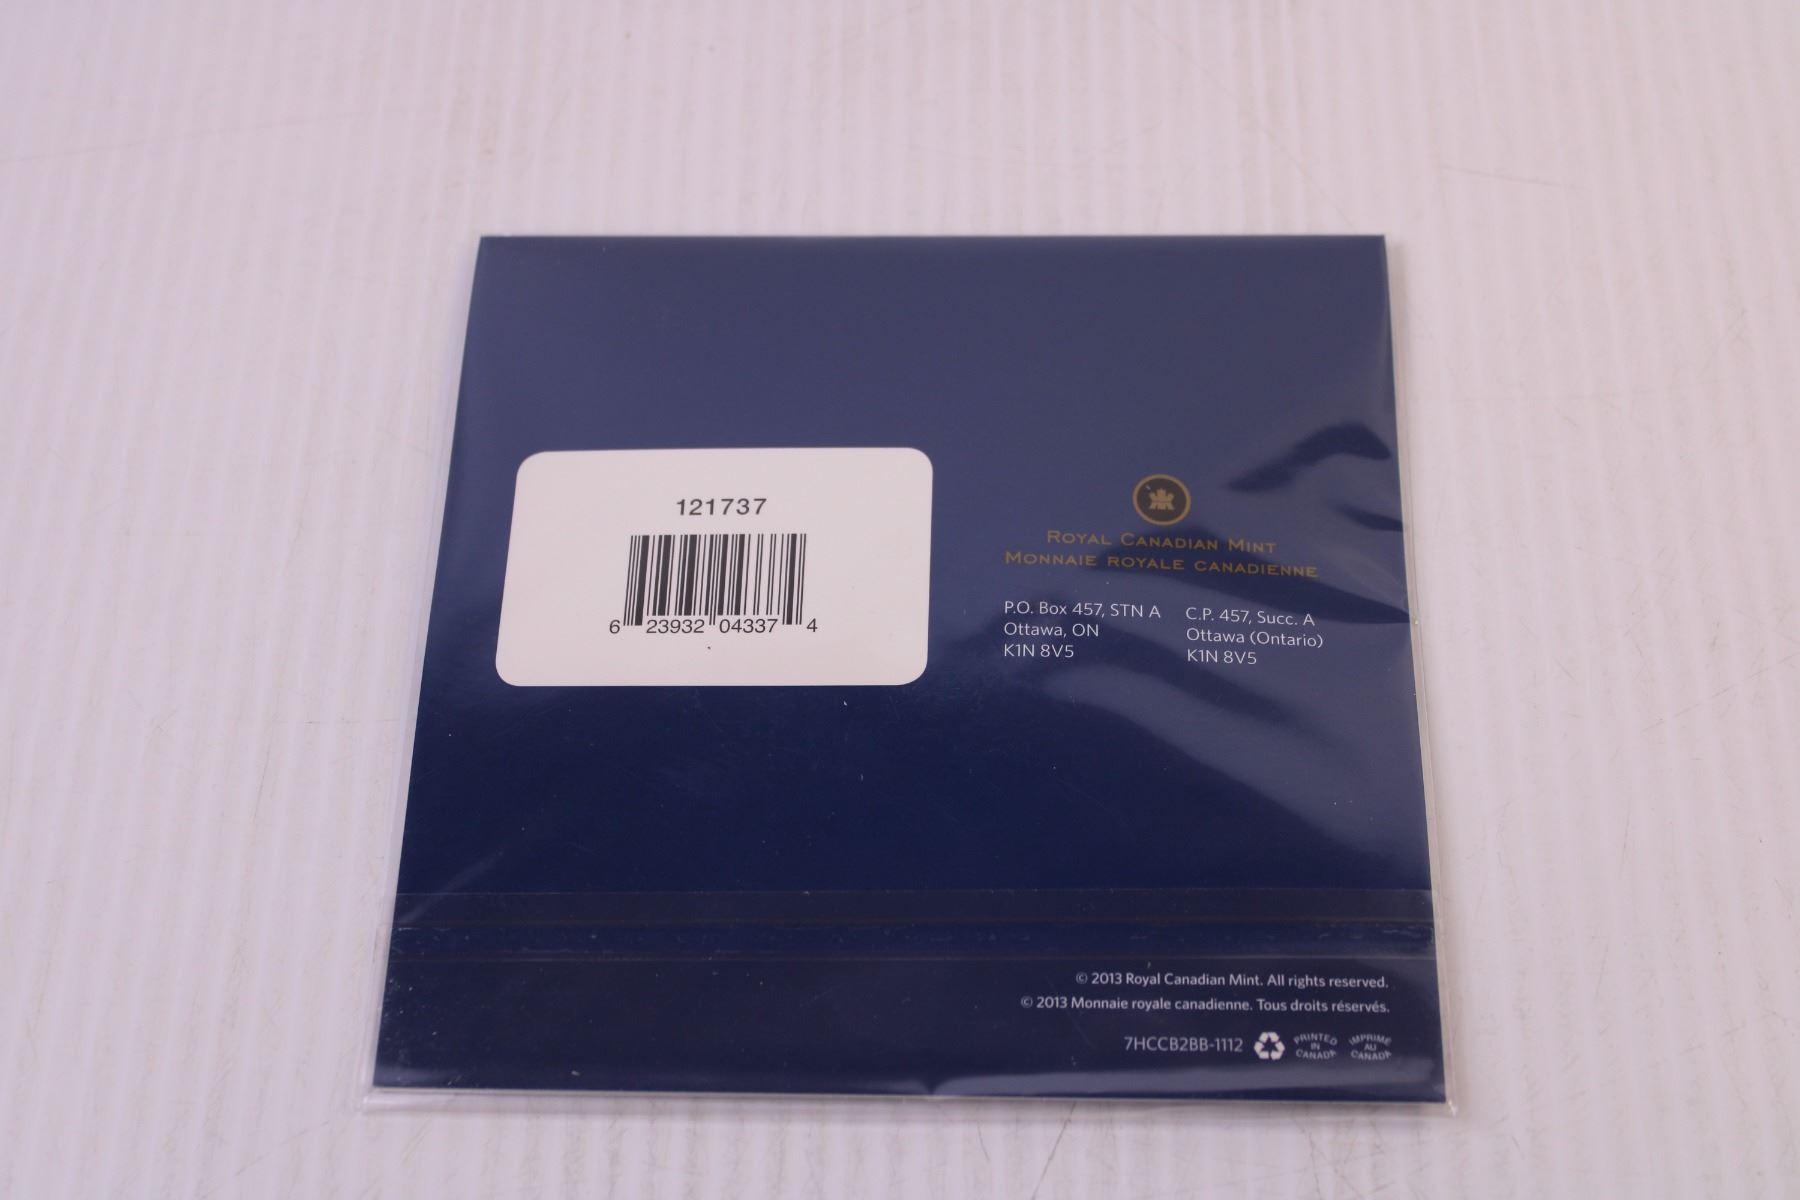 121737
6 23932 04337 4
ROYAL CANADIAN MINT
MONNAIE ROYALE CANADIENNE
P.O. Box 457, STN A
Ottawa, ON
K1N 8V5
C.P. 457, Succ. A
Ottawa (Ontario)
K1N 8V5
© 2013 Royal Canadian Mint. All rights reserved.
© 2013 Monnaie royale canadienne. Tous droits réservés.
7HCCB2BB-1112
PRINTED
IN
CANADA
IMPRIME
AU
CANADA